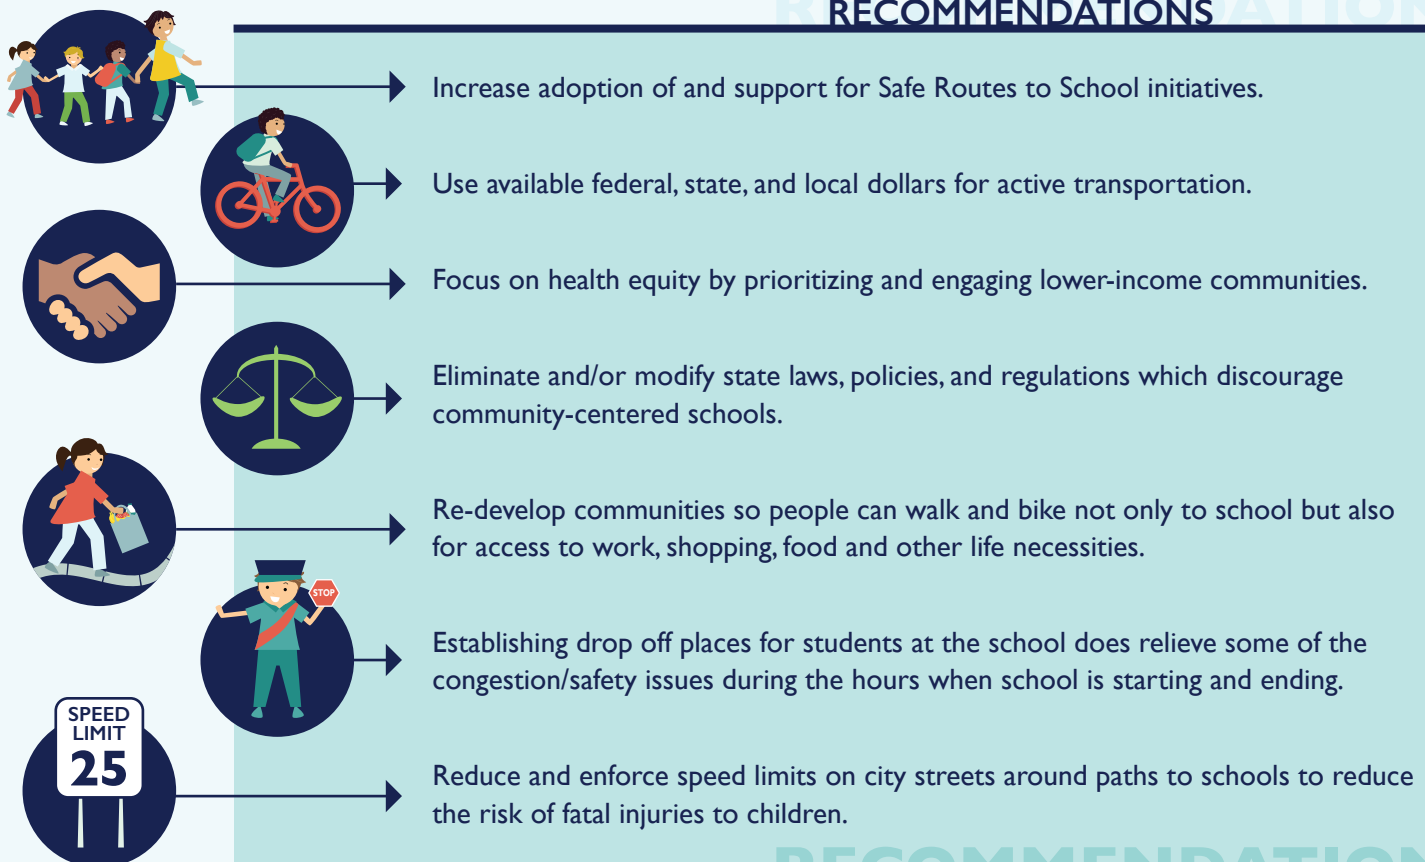 RECOMMENDATIONS
Increase adoption of and support for Safe Routes to School initiatives.
Use available federal, state, and local dollars for active transportation.
Focus on health equity by prioritizing and engaging lower-income communities.
Eliminate and/or modify state laws, policies, and regulations which discourage
community-centered schools.
Re-develop communities so people can walk and bike not only to school but also
for access to work, shopping, food and other life necessities.
STOP
Establishing drop off places for students at the school does relieve some of the
congestion/safety issues during the hours when school is starting and ending.
SPEED
LIMIT
25
Reduce and enforce speed limits on city streets around paths to schools to reduce
the risk of fatal injuries to children.
RECOMMENDATION